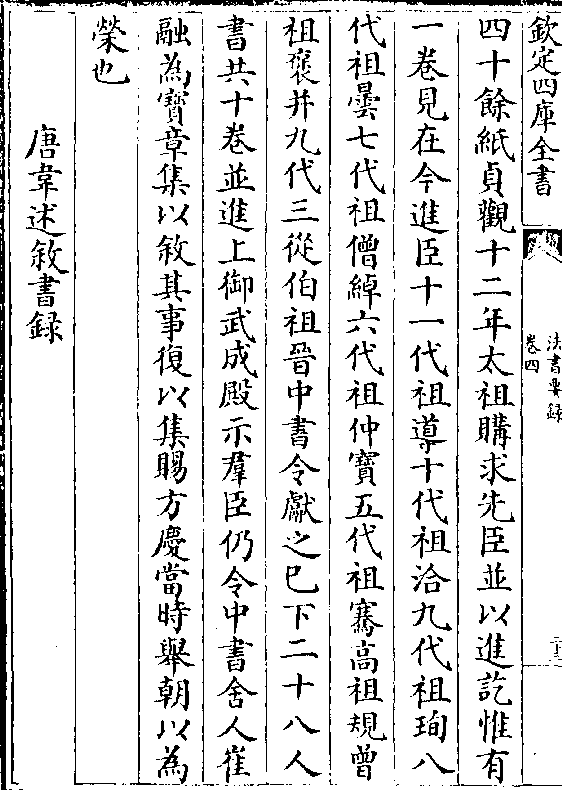 欽定四庫全書
法書要録
卷四
四十餘紙貞觀十二年太祖購求先臣並以進訖惟有
一卷見在今進臣十一代祖導十代祖洽九代祖珣八
代祖曇七代祖僧綽六代祖仲寶五代祖騫高祖規曾
祖褒并九代三從伯祖晉中書令獻之已下二十八人
書共十卷並進上御武成殿示羣臣仍令中書舍人崔
融為寶章集以敘其事復以集賜方慶當時舉朝以為
榮也
唐韋述敘書録